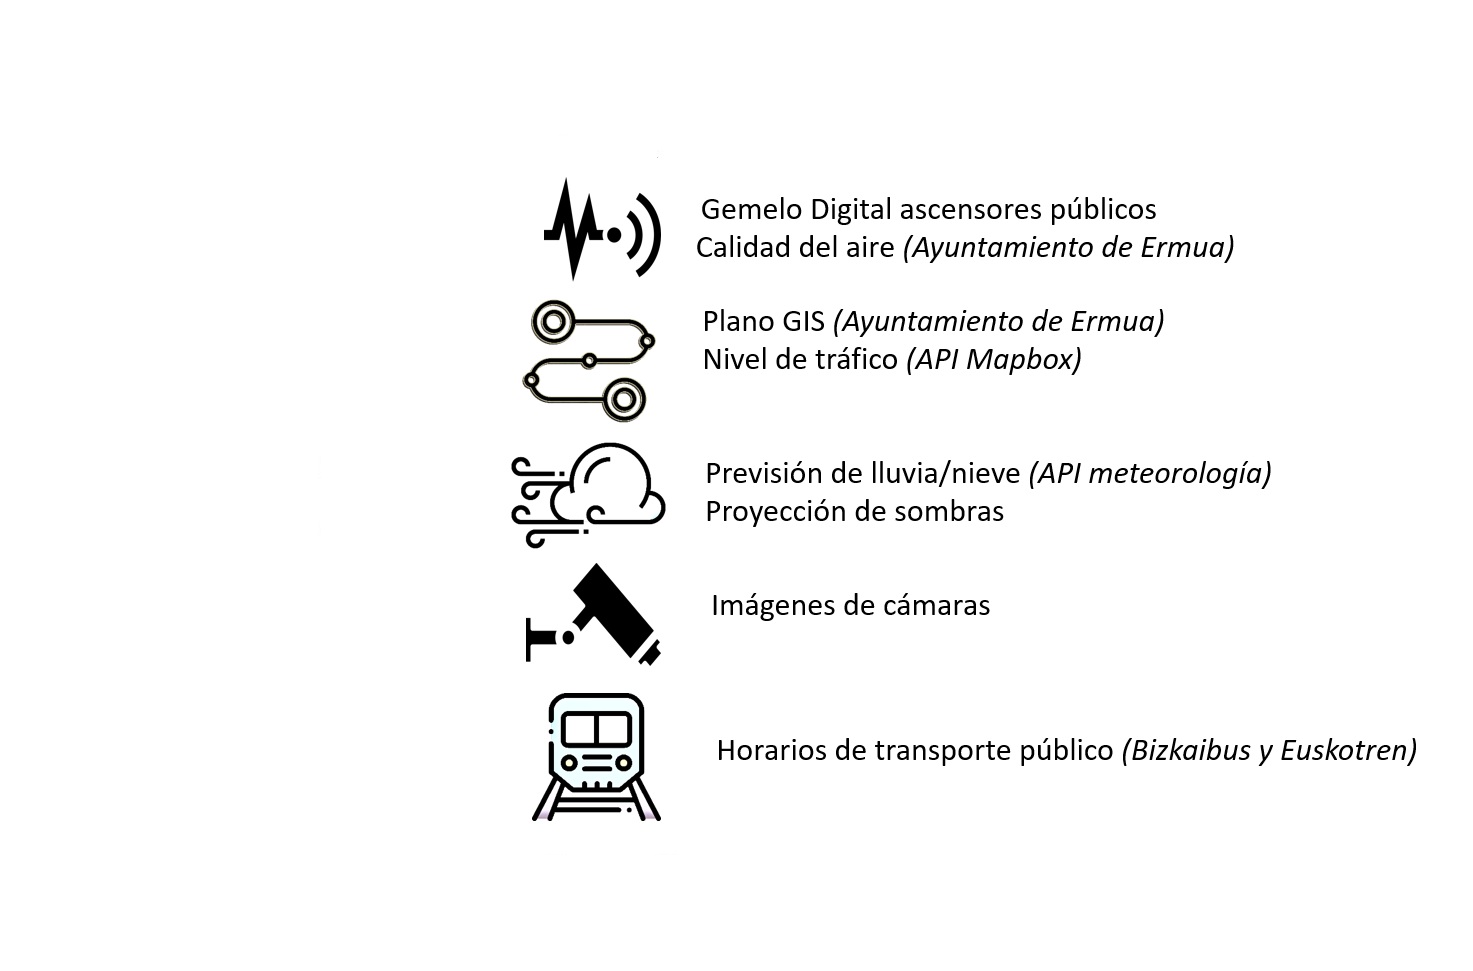 Gemelo Digital ascensores públicos
Calidad del aire (Ayuntamiento de Ermua)
Plano GIS (Ayuntamiento de Ermua)
Nivel de tráfico (API Mapbox)
Previsión de lluvia/nieve (API meteorología)
Proyección de sombras
Imágenes de cámaras
Horarios de transporte público (Bizkaibus y Euskotren)